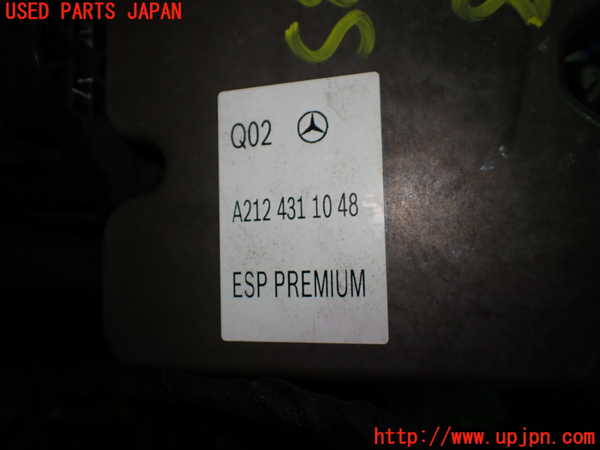 USED PARTS JAPAN
Q02
A212 431 10 48
ESP PREMIUM
http://www.upjpn.com/